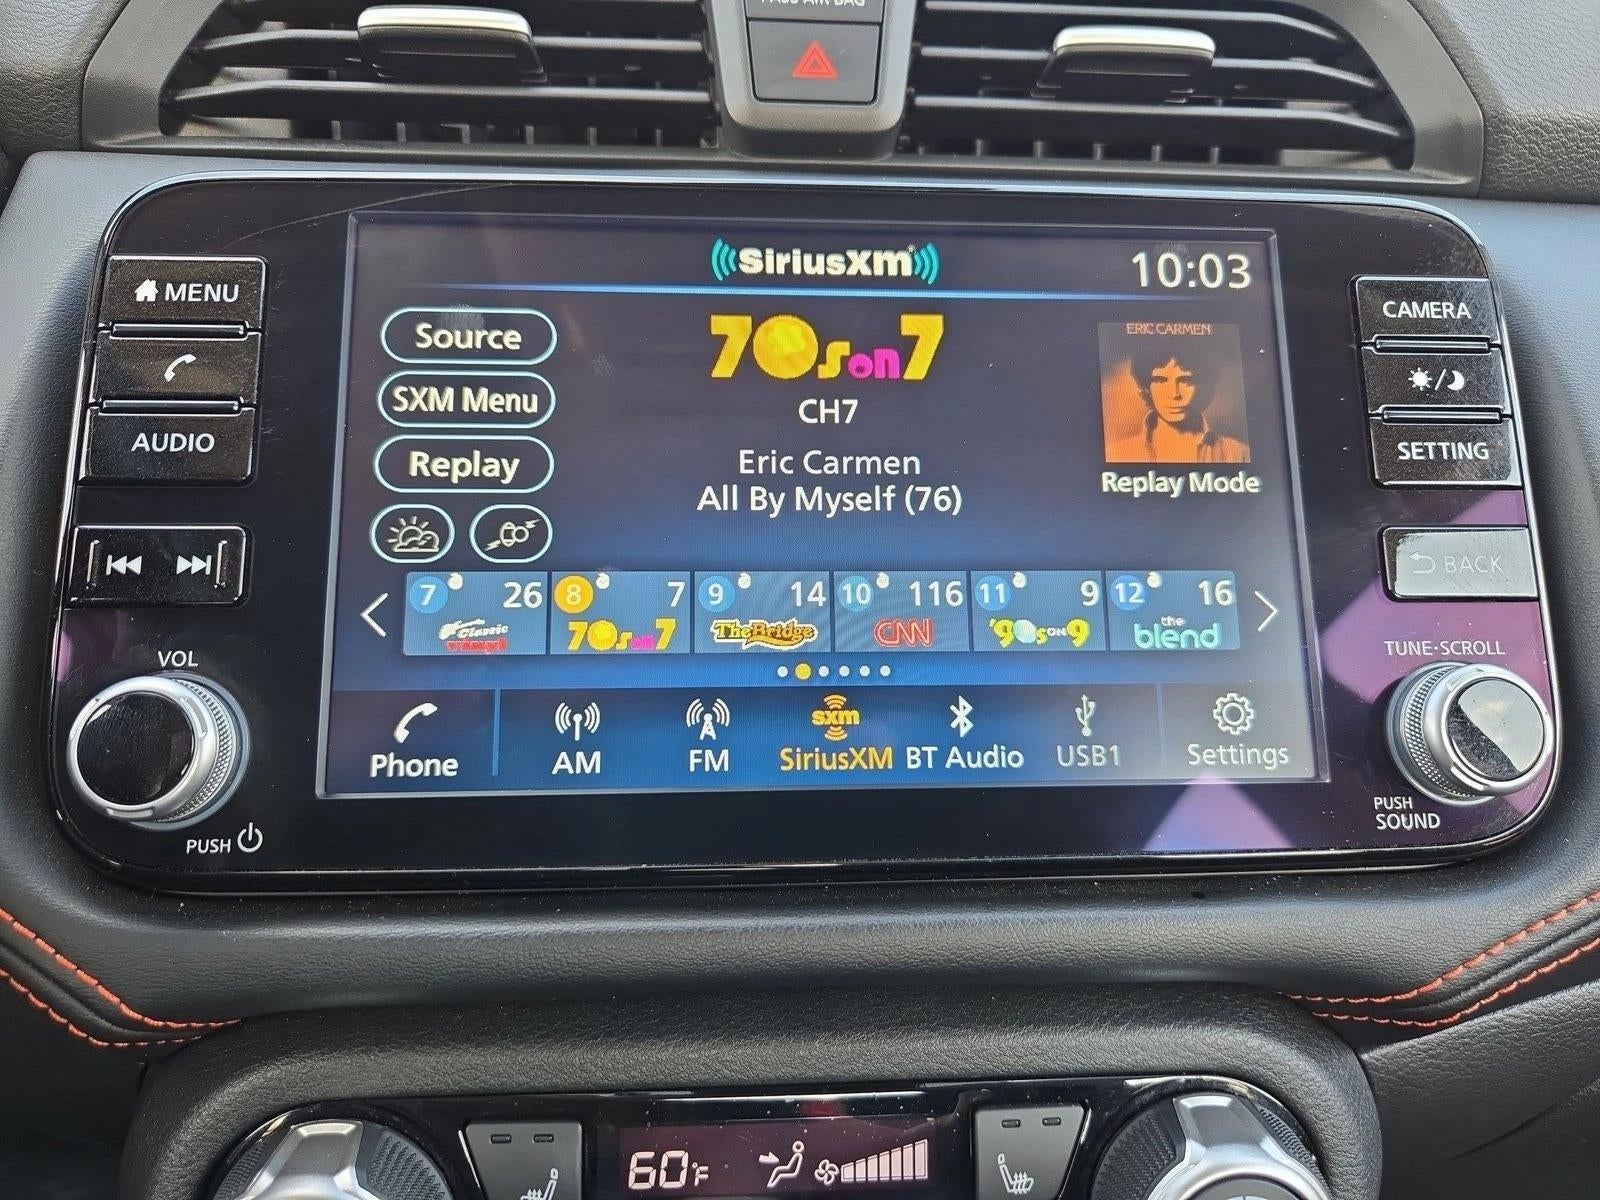 PASS AIR BAG
SiriusXM
10:03
MENU
Source
70s on 7
ERIC CARMEN
CAMERA
SXM Menu
CH7
AUDIO
Replay
Eric Carmen
Replay Mode
SETTING
All By Myself (76)
BACK
7 26
Classic Vinyl
8 7
70s on 7
9 14
The Bridge
10 116
CNN
11 9
'90s ON 9
12 16
the blend
VOL
TUNE·SCROLL
Phone
AM
FM
sxm
SiriusXM
BT Audio
USB1
Settings
PUSH
PUSH
SOUND
60°F